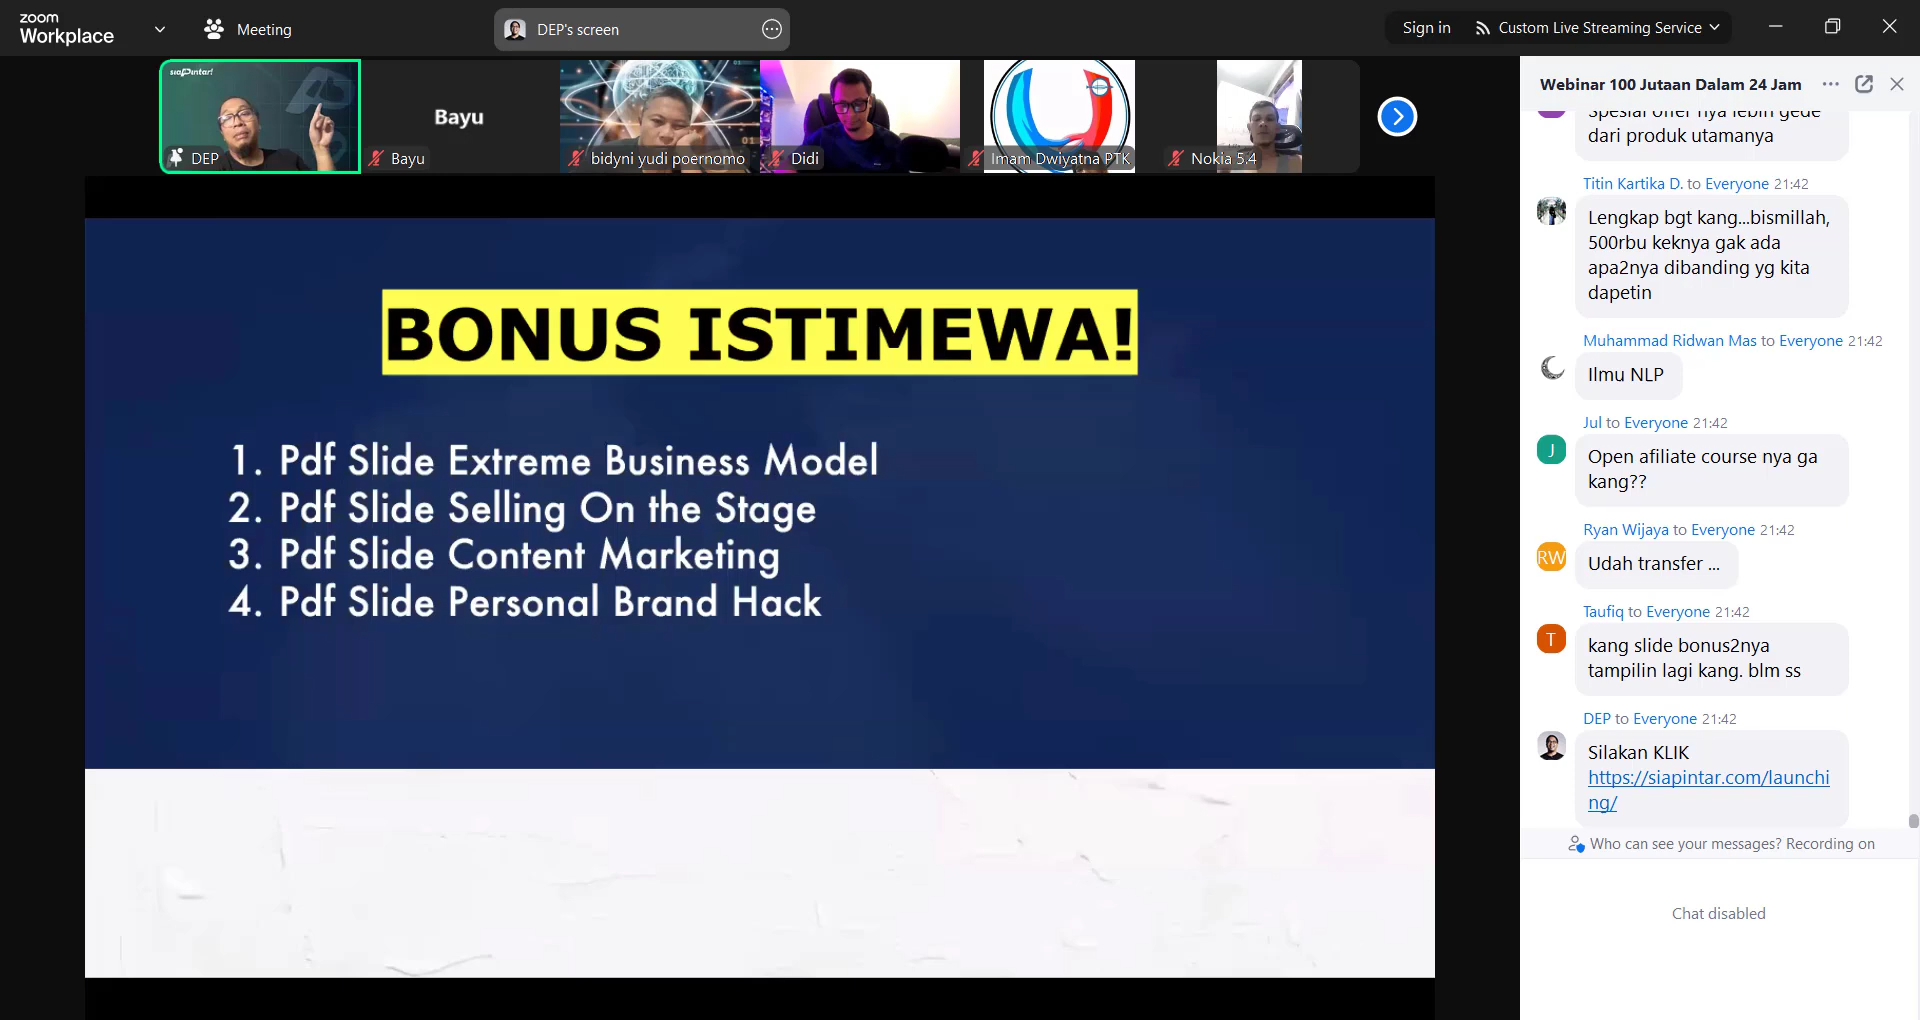 zoom
Workplace
Meeting
DEP's screen
Sign in
Custom Live Streaming Service
siapintar!
DEP
Bayu
Bayu
bidyni yudi poernomo
Didi
Imam Dwiyatna PTK
Nokia 5.4
BONUS ISTIMEWA!
1. Pdf Slide Extreme Business Model
2. Pdf Slide Selling On the Stage
3. Pdf Slide Content Marketing
4. Pdf Slide Personal Brand Hack
Webinar 100 Jutaan Dalam 24 Jam
Spesial offer nya lebih gede
dari produk utamanya
Titin Kartika D. to Everyone 21:42
Lengkap bgt kang...bismillah,
500rbu keknya gak ada
apa2nya dibanding yg kita
dapetin
Muhammad Ridwan Mas to Everyone 21:42
Ilmu NLP
Jul to Everyone 21:42
J
Open afiliate course nya ga
kang??
Ryan Wijaya to Everyone 21:42
RW
Udah transfer ...
Taufiq to Everyone 21:42
T
kang slide bonus2nya
tampilin lagi kang. blm ss
DEP to Everyone 21:42
Silakan KLIK
https://siapintar.com/launchi
ng/
Who can see your messages? Recording on
Chat disabled